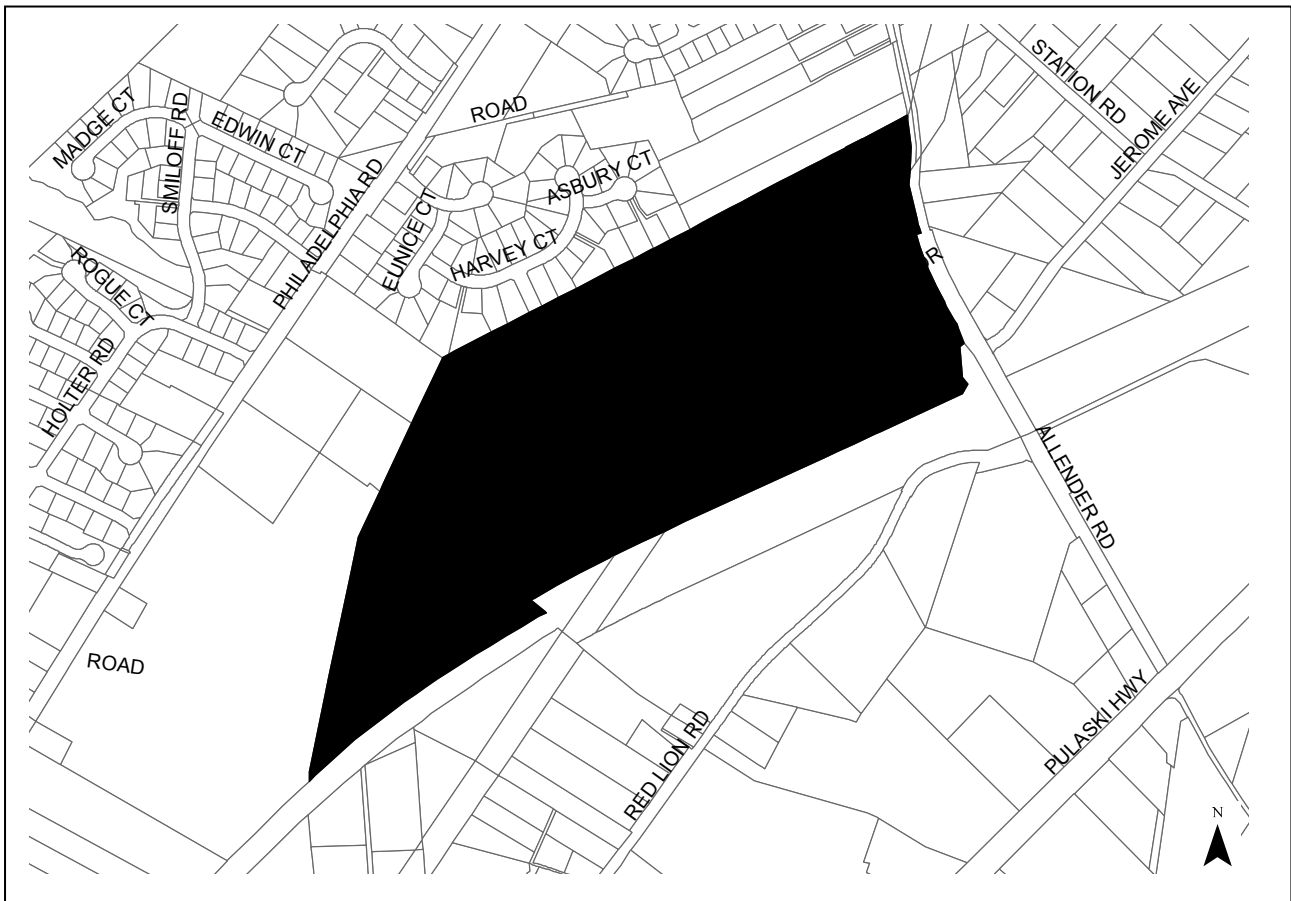 STATION RD
JEROME AVE
ROAD
MADGE CT
SMILOFF RD
EDWIN CT
PHILADELPHIA RD
ASBURY CT
EUNICE CT
HARVEY CT
ROGUE CT
R
HOLTER RD
ALLENDER RD
ROAD
PULASKI HWY
RED LION RD
N